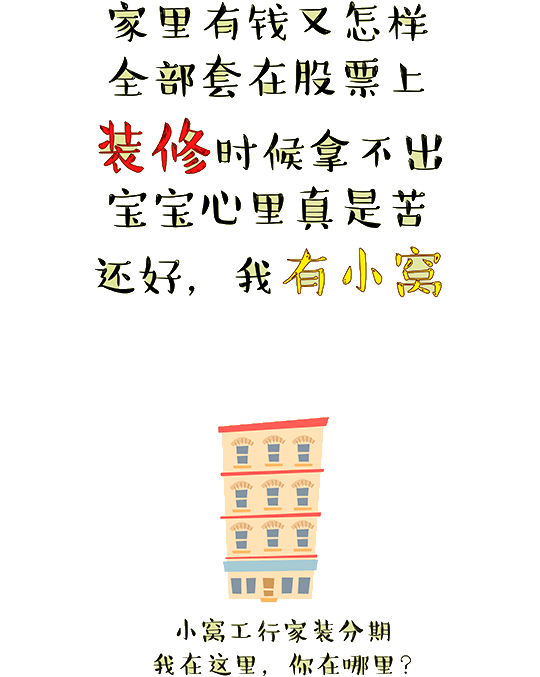 家里有钱又怎样
全部套在股票上
装修时候拿不出
宝宝心里真是苦
还好，我有小窝
小窝工行家装分期
我在这里，你在哪里？